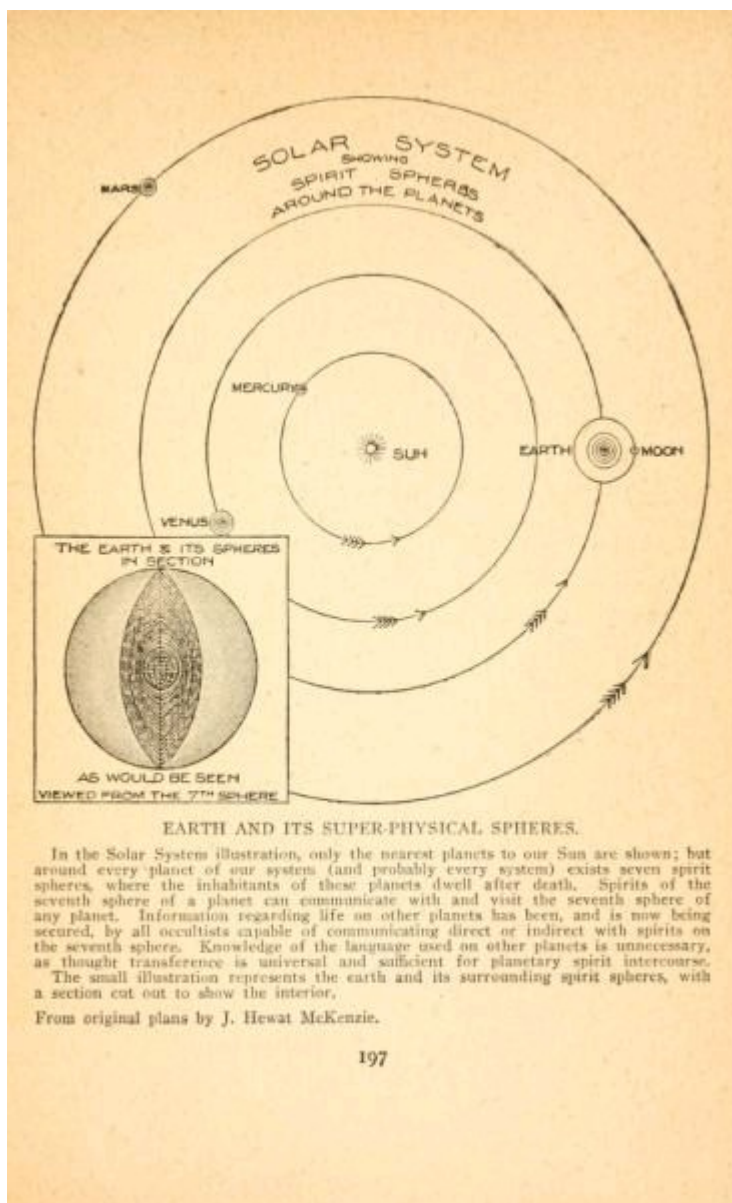 SOLAR SYSTEM
SHOWING
SPIRIT SPHERES
AROUND THE PLANETS
MARS
MERCURY
SUN
EARTH
MOON
VENUS
THE EARTH & ITS SPHERES
IN SECTION
AS WOULD BE SEEN
VIEWED FROM THE 7TH SPHERE
EARTH AND ITS SUPER-PHYSICAL SPHERES.
In the Solar System illustration, only the nearest planets to our Sun are shown; but
around every planet of our system (and probably every system) exists seven spirit
spheres, where the inhabitants of these planets dwell after death. Spirits of the
seventh sphere of a planet can communicate with and visit the seventh sphere of
any planet. Information regarding life on other planets has been, and is now being
secured, by all occultists capable of communicating direct or indirect with spirits on
the seventh sphere. Knowledge of the language used on other planets is unnecessary,
as thought transference is universal and sufficient for planetary spirit intercourse.
The small illustration represents the earth and its surrounding spirit spheres, with
a section cut out to show the interior.
From original plans by J. Hewat McKenzie.
197